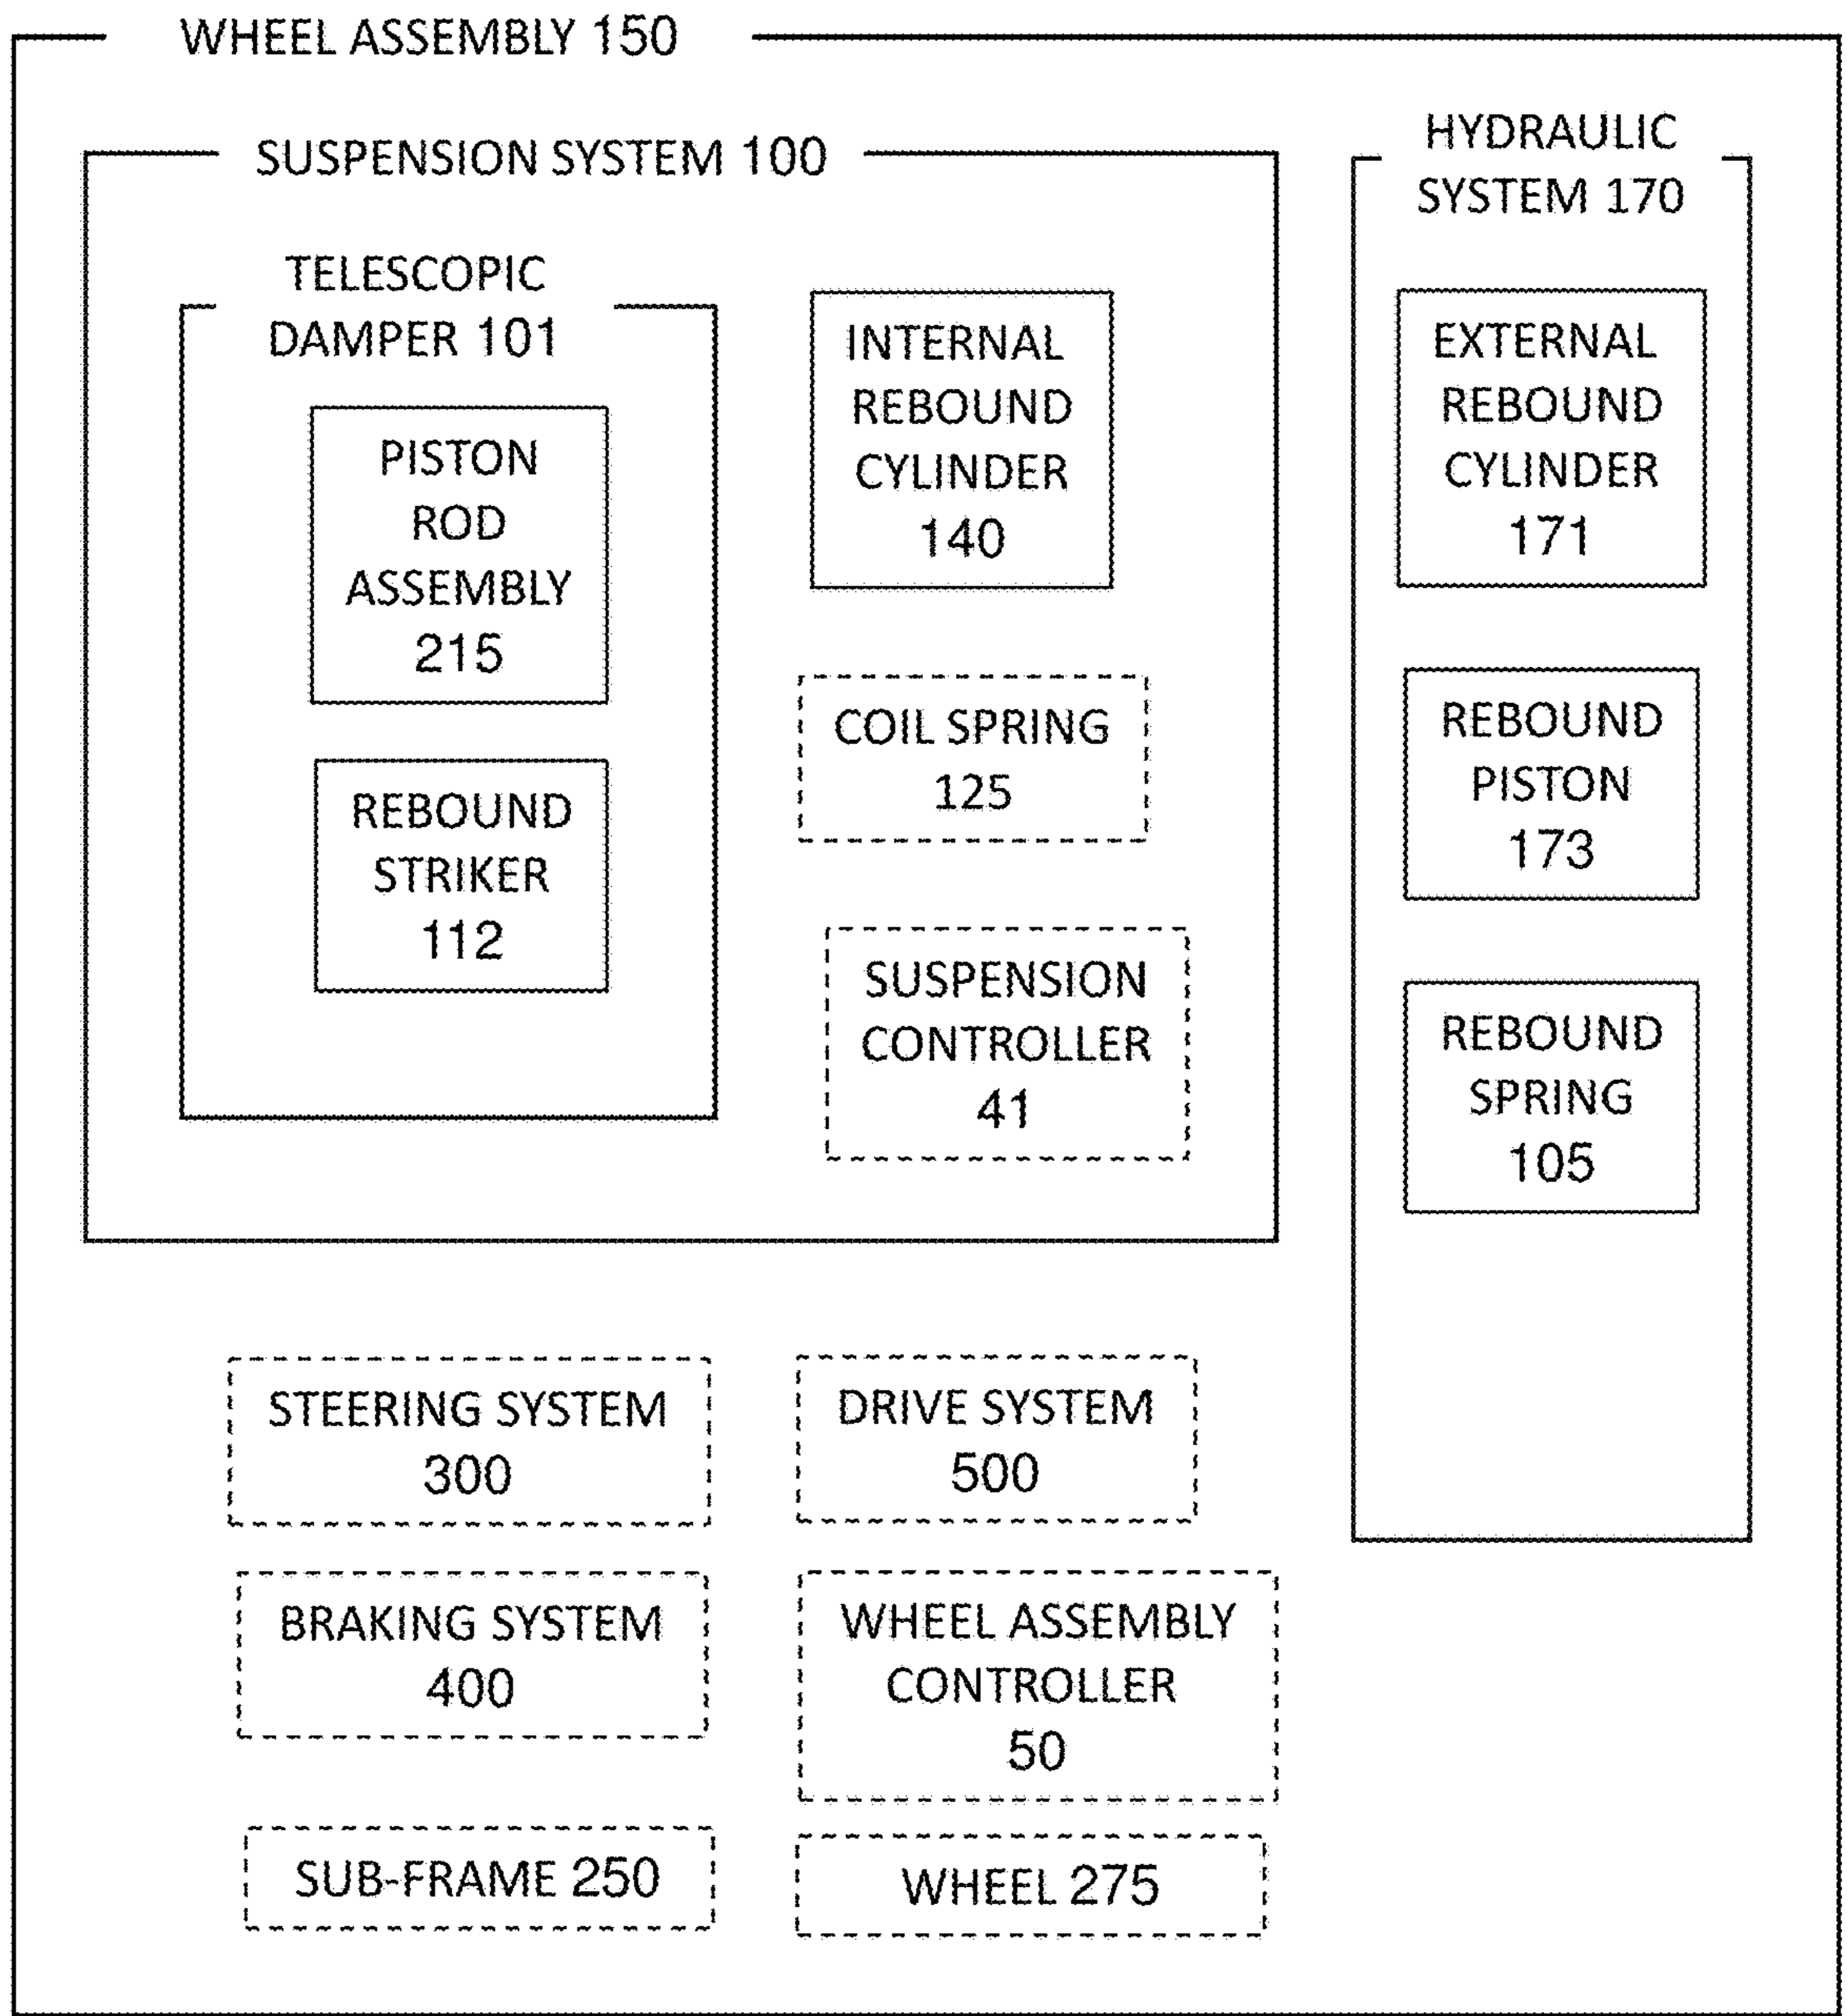 WHEEL ASSEMBLY 150
SUSPENSION SYSTEM 100
TELESCOPIC
DAMPER 101
PISTON
ROD
ASSEMBLY
215
REBOUND
STRIKER
112
INTERNAL
REBOUND
CYLINDER
140
COIL SPRING
125
SUSPENSION
CONTROLLER
41
HYDRAULIC
SYSTEM 170
EXTERNAL
REBOUND
CYLINDER
171
REBOUND
PISTON
173
REBOUND
SPRING
105
STEERING SYSTEM
300
DRIVE SYSTEM
500
BRAKING SYSTEM
400
WHEEL ASSEMBLY
CONTROLLER
50
SUB-FRAME 250
WHEEL 275